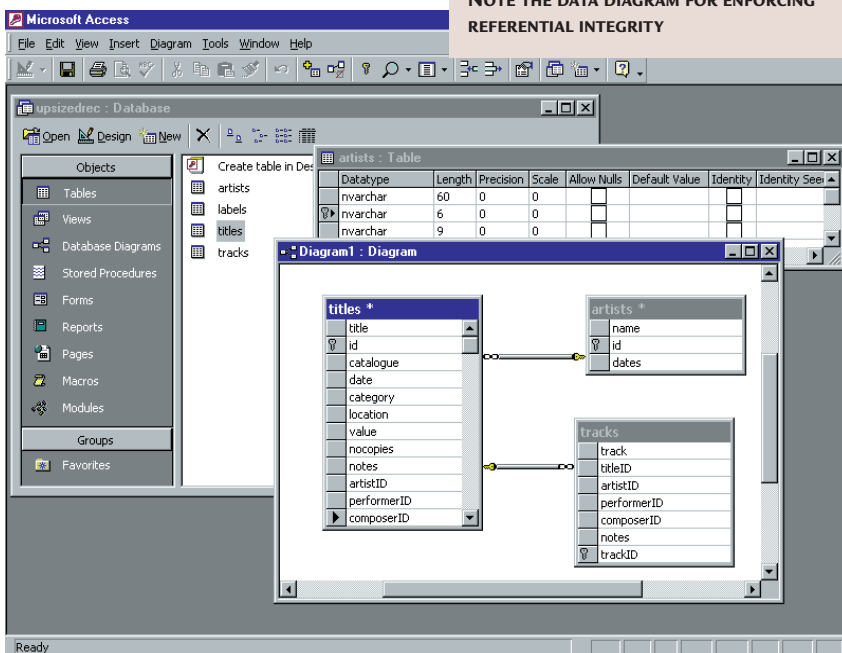 NOTE THE DATA DIAGRAM FOR ENFORCING
REFERENTIAL INTEGRITY
Microsoft Access
File Edit View Insert Diagram Tools Window Help
upsizedrec : Database
Open Design New
Objects
Tables
Views
Database Diagrams
Stored Procedures
Forms
Reports
Pages
Macros
Modules
Groups
Favorites
Create table in Des
artists
labels
titles
tracks
artists : Table
Datatype Length Precision Scale Allow Nulls Default Value Identity Identity Seed
nvarchar 60 0 0
nvarchar 6 0 0
nvarchar 9 0 0
Diagram1 : Diagram
titles *
title
id
catalogue
date
category
location
value
nocopies
notes
artistID
performerID
composerID
artists *
name
id
dates
tracks
track
titleID
artistID
performerID
composerID
notes
trackID
Ready